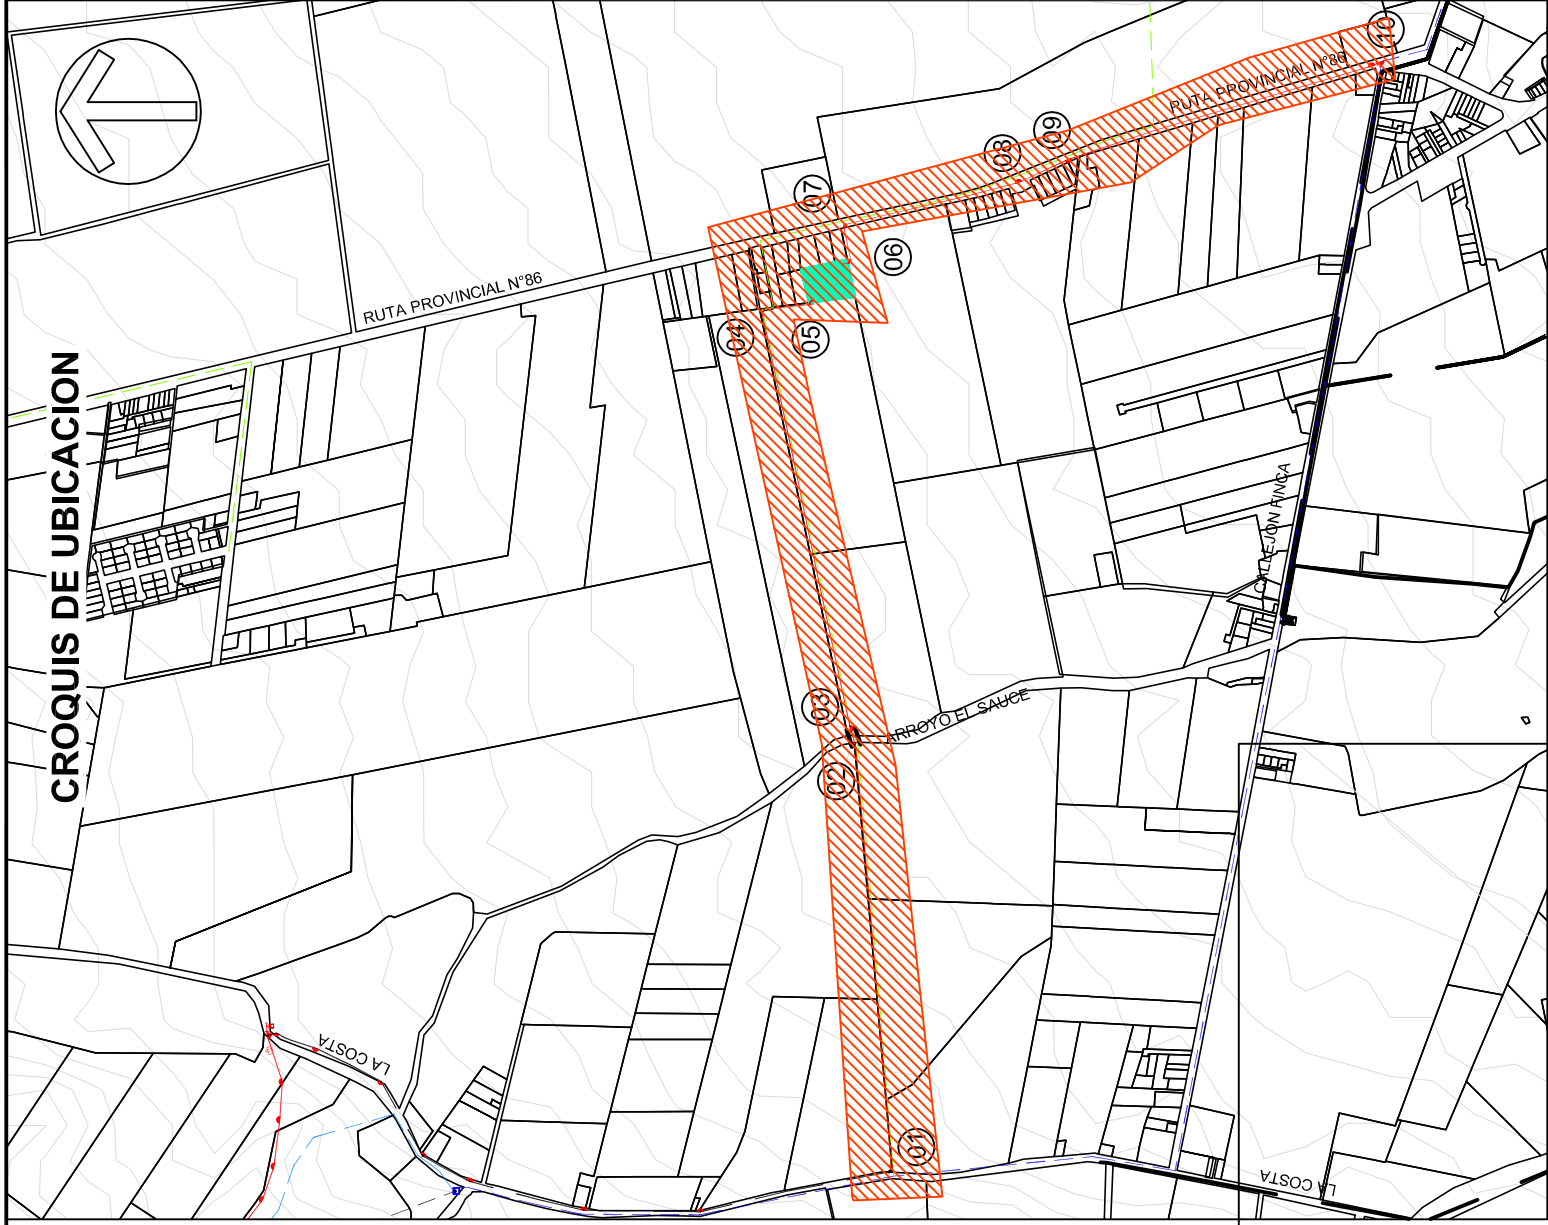 CROQUIS DE UBICACION
RUTA PROVINCIAL N°86
RUTA PROVINCIAL N°86
10
09
08
07
06
05
04
03
02
01
ARROYO EL SAUCE
CALLEJON FINCA
LA COSTA
LA COSTA